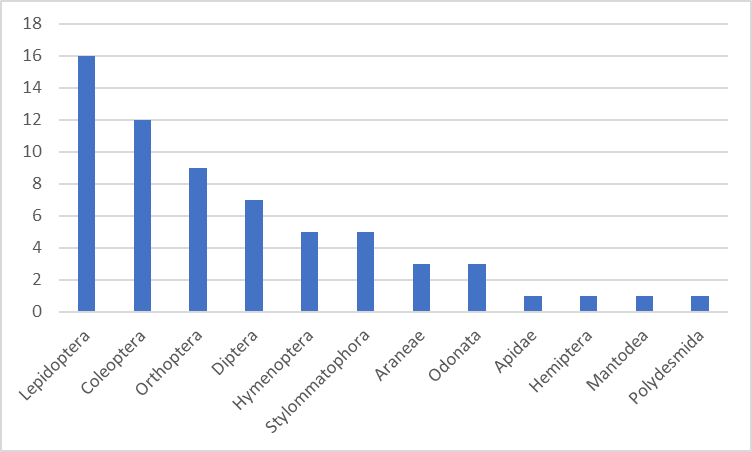 18
16
14
12
10
8
6
4
2
0
Lepidoptera
Coleoptera
Orthoptera
Diptera
Hymenoptera
Stylommatophora
Araneae
Odonata
Apidae
Hemiptera
Mantodea
Polydesmida